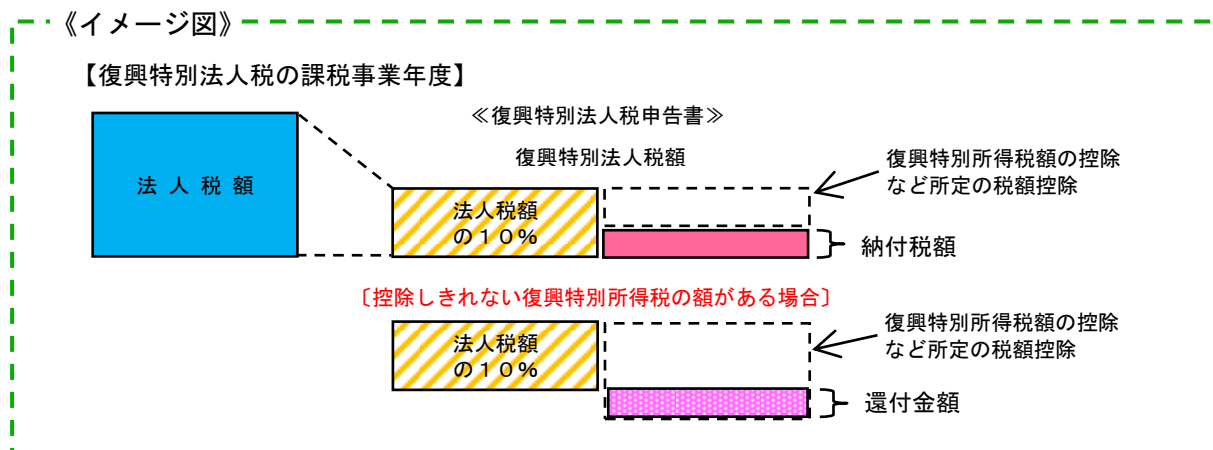 《イメージ図》
【復興特別法人税の課税事業年度】
≪復興特別法人税申告書≫
復興特別法人税額
法人税額
法人税額
の１０%
復興特別所得税額の控除
など所定の税額控除
納付税額
〔控除しきれない復興特別所得税の額がある場合〕
法人税額
の１０%
復興特別所得税額の控除
など所定の税額控除
還付金額